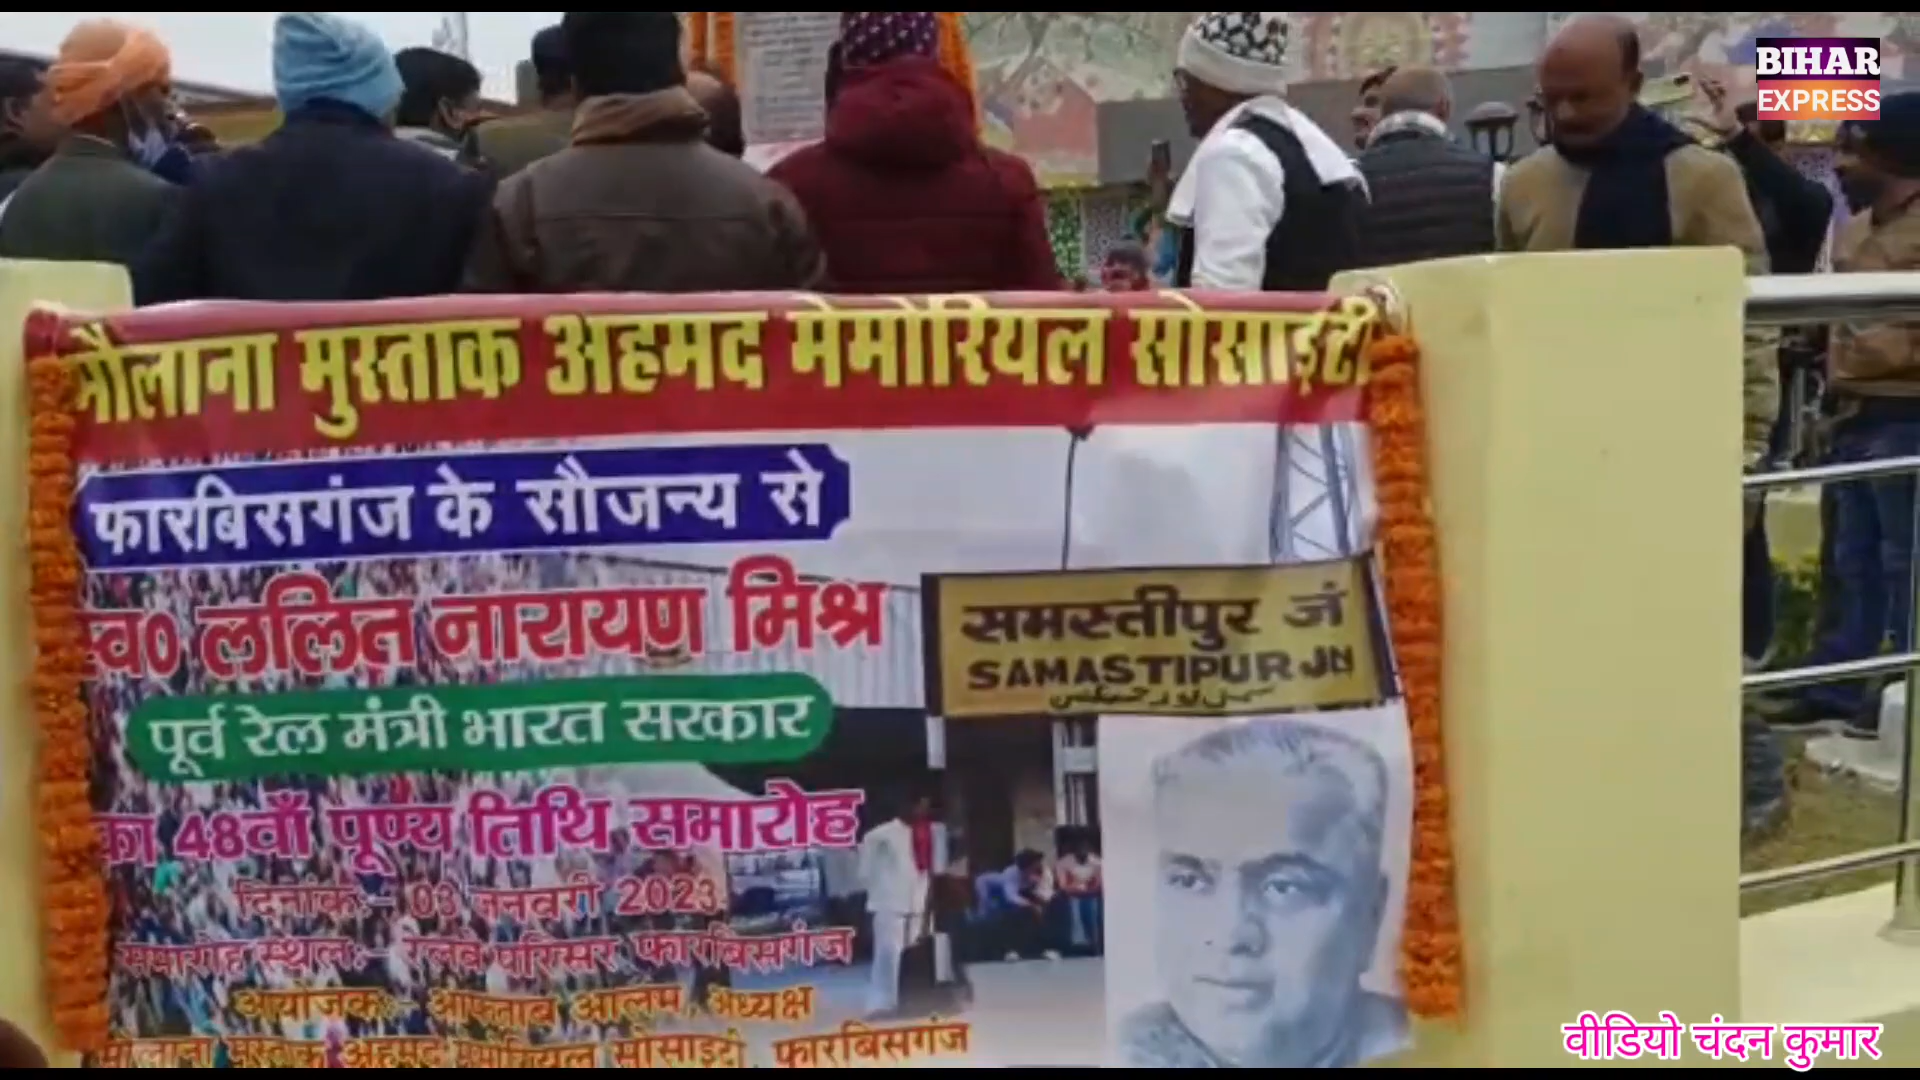 BIHAR
EXPRESS
मौलाना मुस्ताक अहमद मेमोरियल सोसाइटी
फारबिसगंज के सौजन्य से
स्व० ललित नारायण मिश्र
पूर्व रेल मंत्री भारत सरकार
का 48वाँ पूण्य तिथि समारोह
दिनांक:- 03 जनवरी 2023
समारोह स्थल:- रेलवे परिसर फारबिसगंज
आयोजक:- आफताब आलम, अध्यक्ष
मौलाना मुस्ताक अहमद मेमोरियल सोसाइटी, फारबिसगंज
समस्तीपुर जं
SAMASTIPUR JN
वीडियो चंदन कुमार